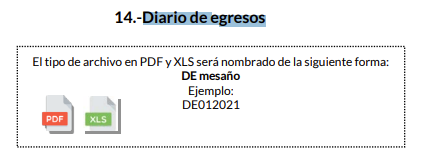 14.-Diario de egresos
El tipo de archivo en PDF y XLS será nombrado de la siguiente forma:
DE mesaño
Ejemplo:
DE012021
PDF
XLS